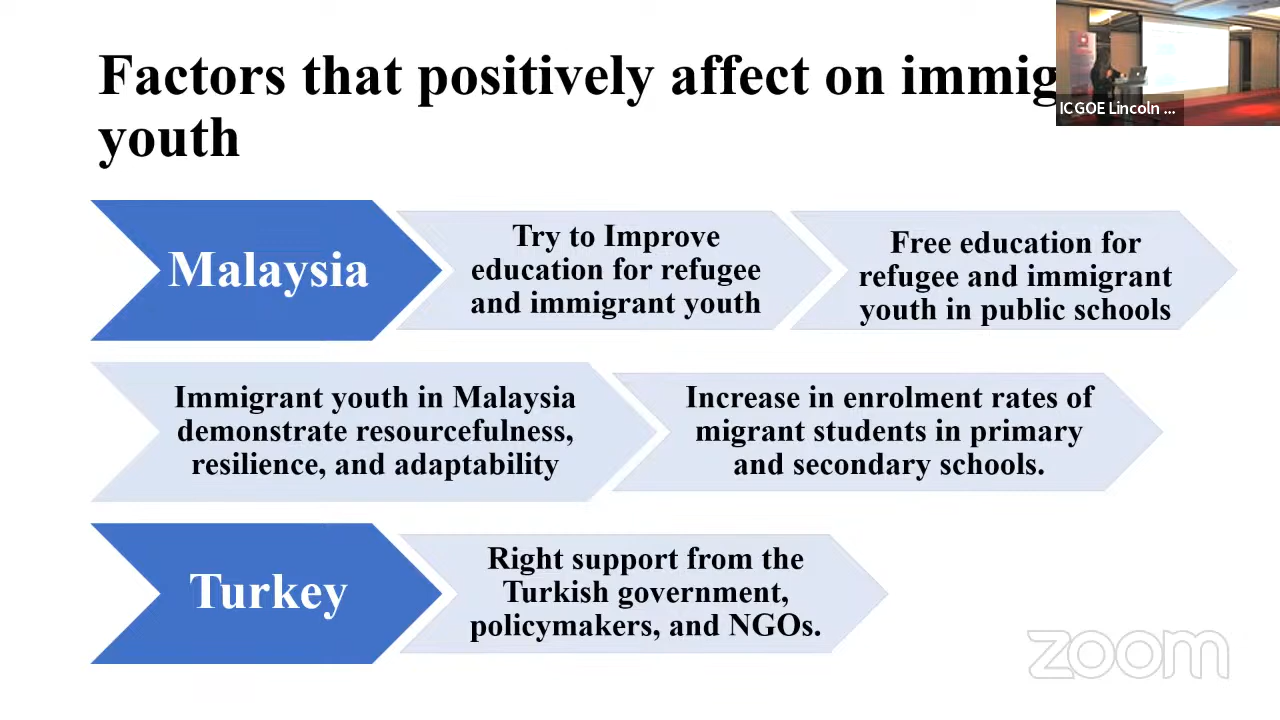 Factors that positively affect on immig
youth
ICGOE Lincoln ...
Malaysia
Try to Improve
education for refugee
and immigrant youth
Free education for
refugee and immigrant
youth in public schools
Immigrant youth in Malaysia
demonstrate resourcefulness,
resilience, and adaptability
Increase in enrolment rates of
migrant students in primary
and secondary schools.
Turkey
Right support from the
Turkish government,
policymakers, and NGOs.
zoom